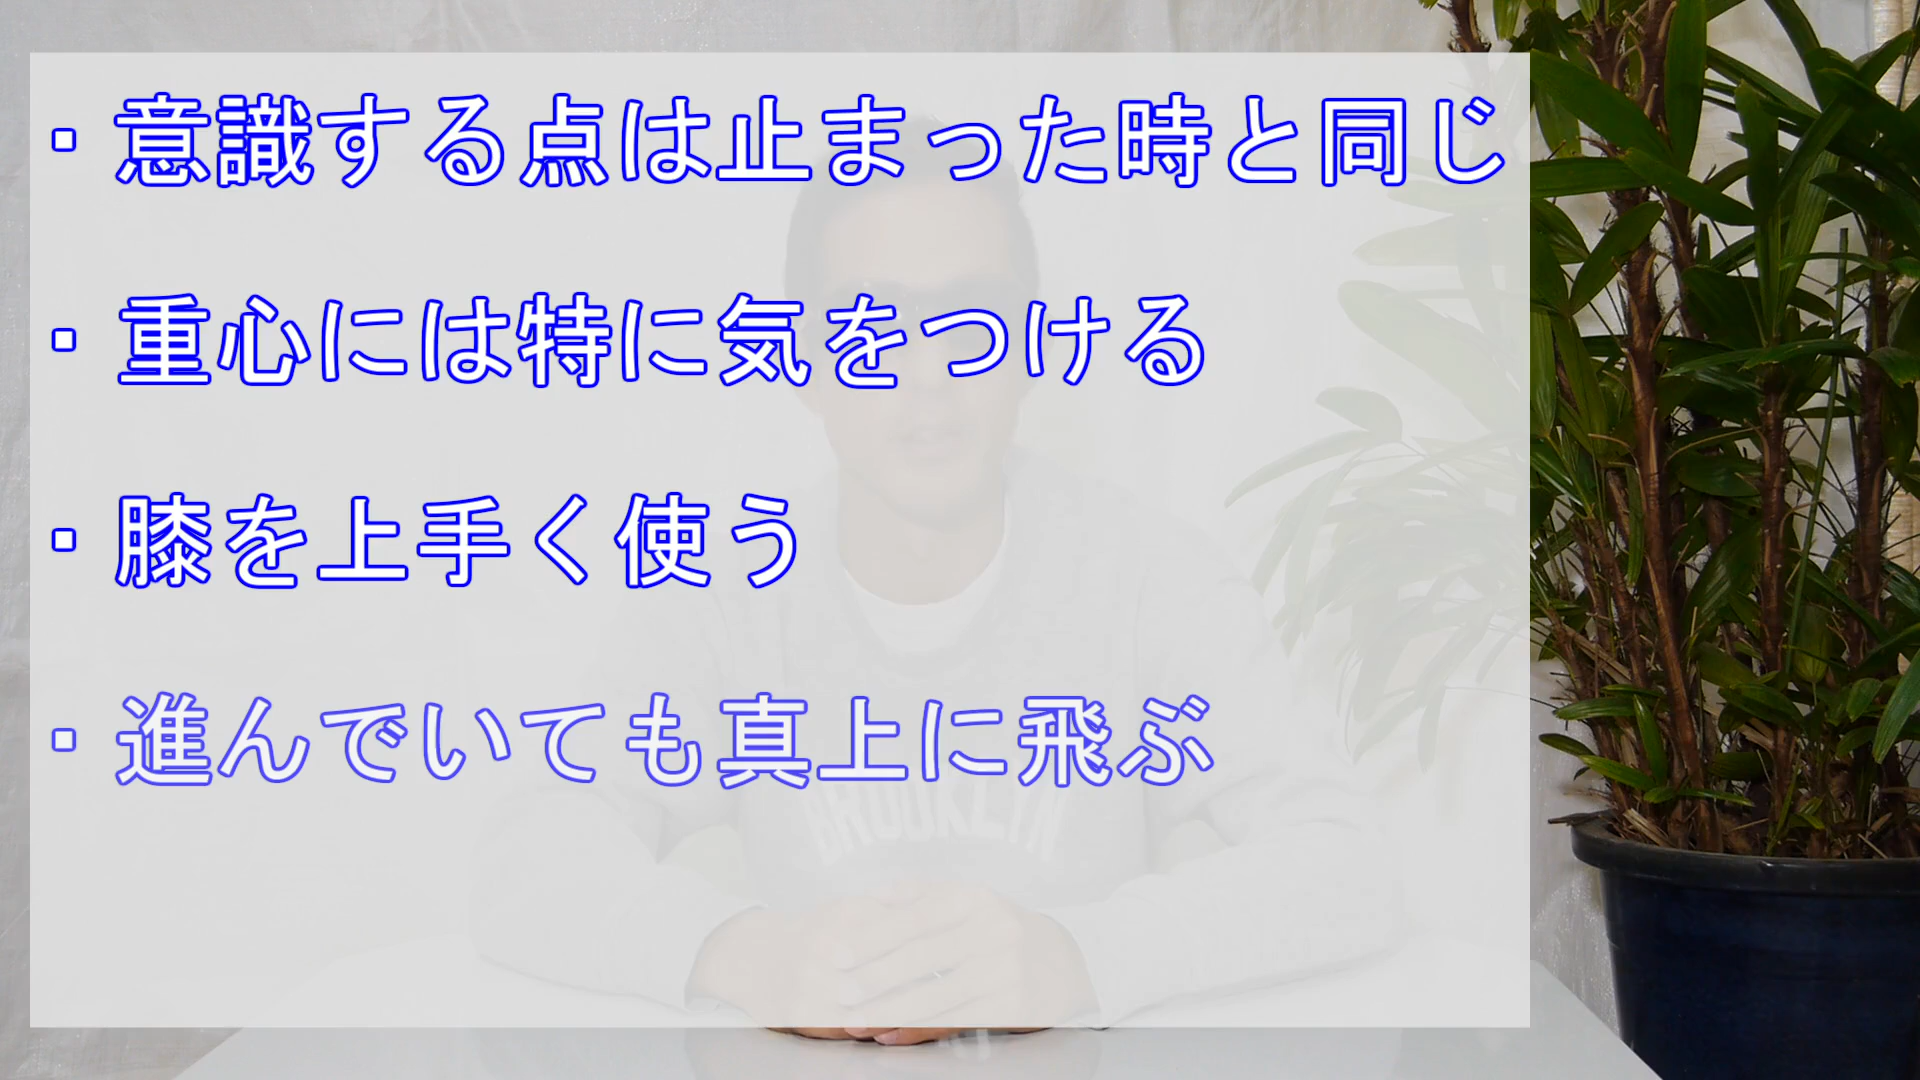 ・意識する点は止まった時と同じ
・重心には特に気をつける
・膝を上手く使う
・進んでいても真上に飛ぶ
BROOKLYN